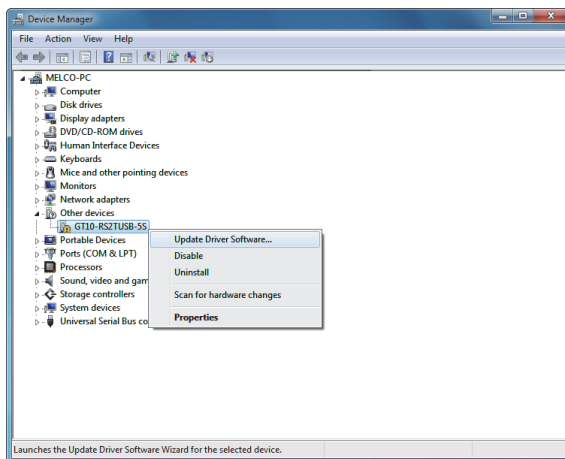 Device Manager
File Action View Help
MELCO-PC
Computer
Disk drives
Display adapters
DVD/CD-ROM drives
Human Interface Devices
Keyboards
Mice and other pointing devices
Monitors
Network adapters
Other devices
GT10-RS2TUSB-5S
Portable Devices
Ports (COM & LPT)
Processors
Sound, video and gam
Storage controllers
System devices
Universal Serial Bus co
Update Driver Software...
Disable
Uninstall
Scan for hardware changes
Properties
Launches the Update Driver Software Wizard for the selected device.